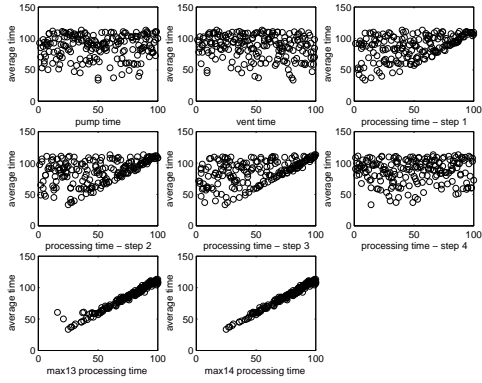 150
100
50
0
average time
0 50 100
pump time
150
100
50
0
average time
0 50 100
vent time
150
100
50
0
average time
0 50 100
processing time – step 1
150
100
50
0
average time
0 50 100
processing time – step 2
150
100
50
0
average time
0 50 100
processing time – step 3
150
100
50
0
average time
0 50 100
processing time – step 4
150
100
50
0
average time
0 50 100
max13 processing time
150
100
50
0
average time
0 50 100
max14 processing time